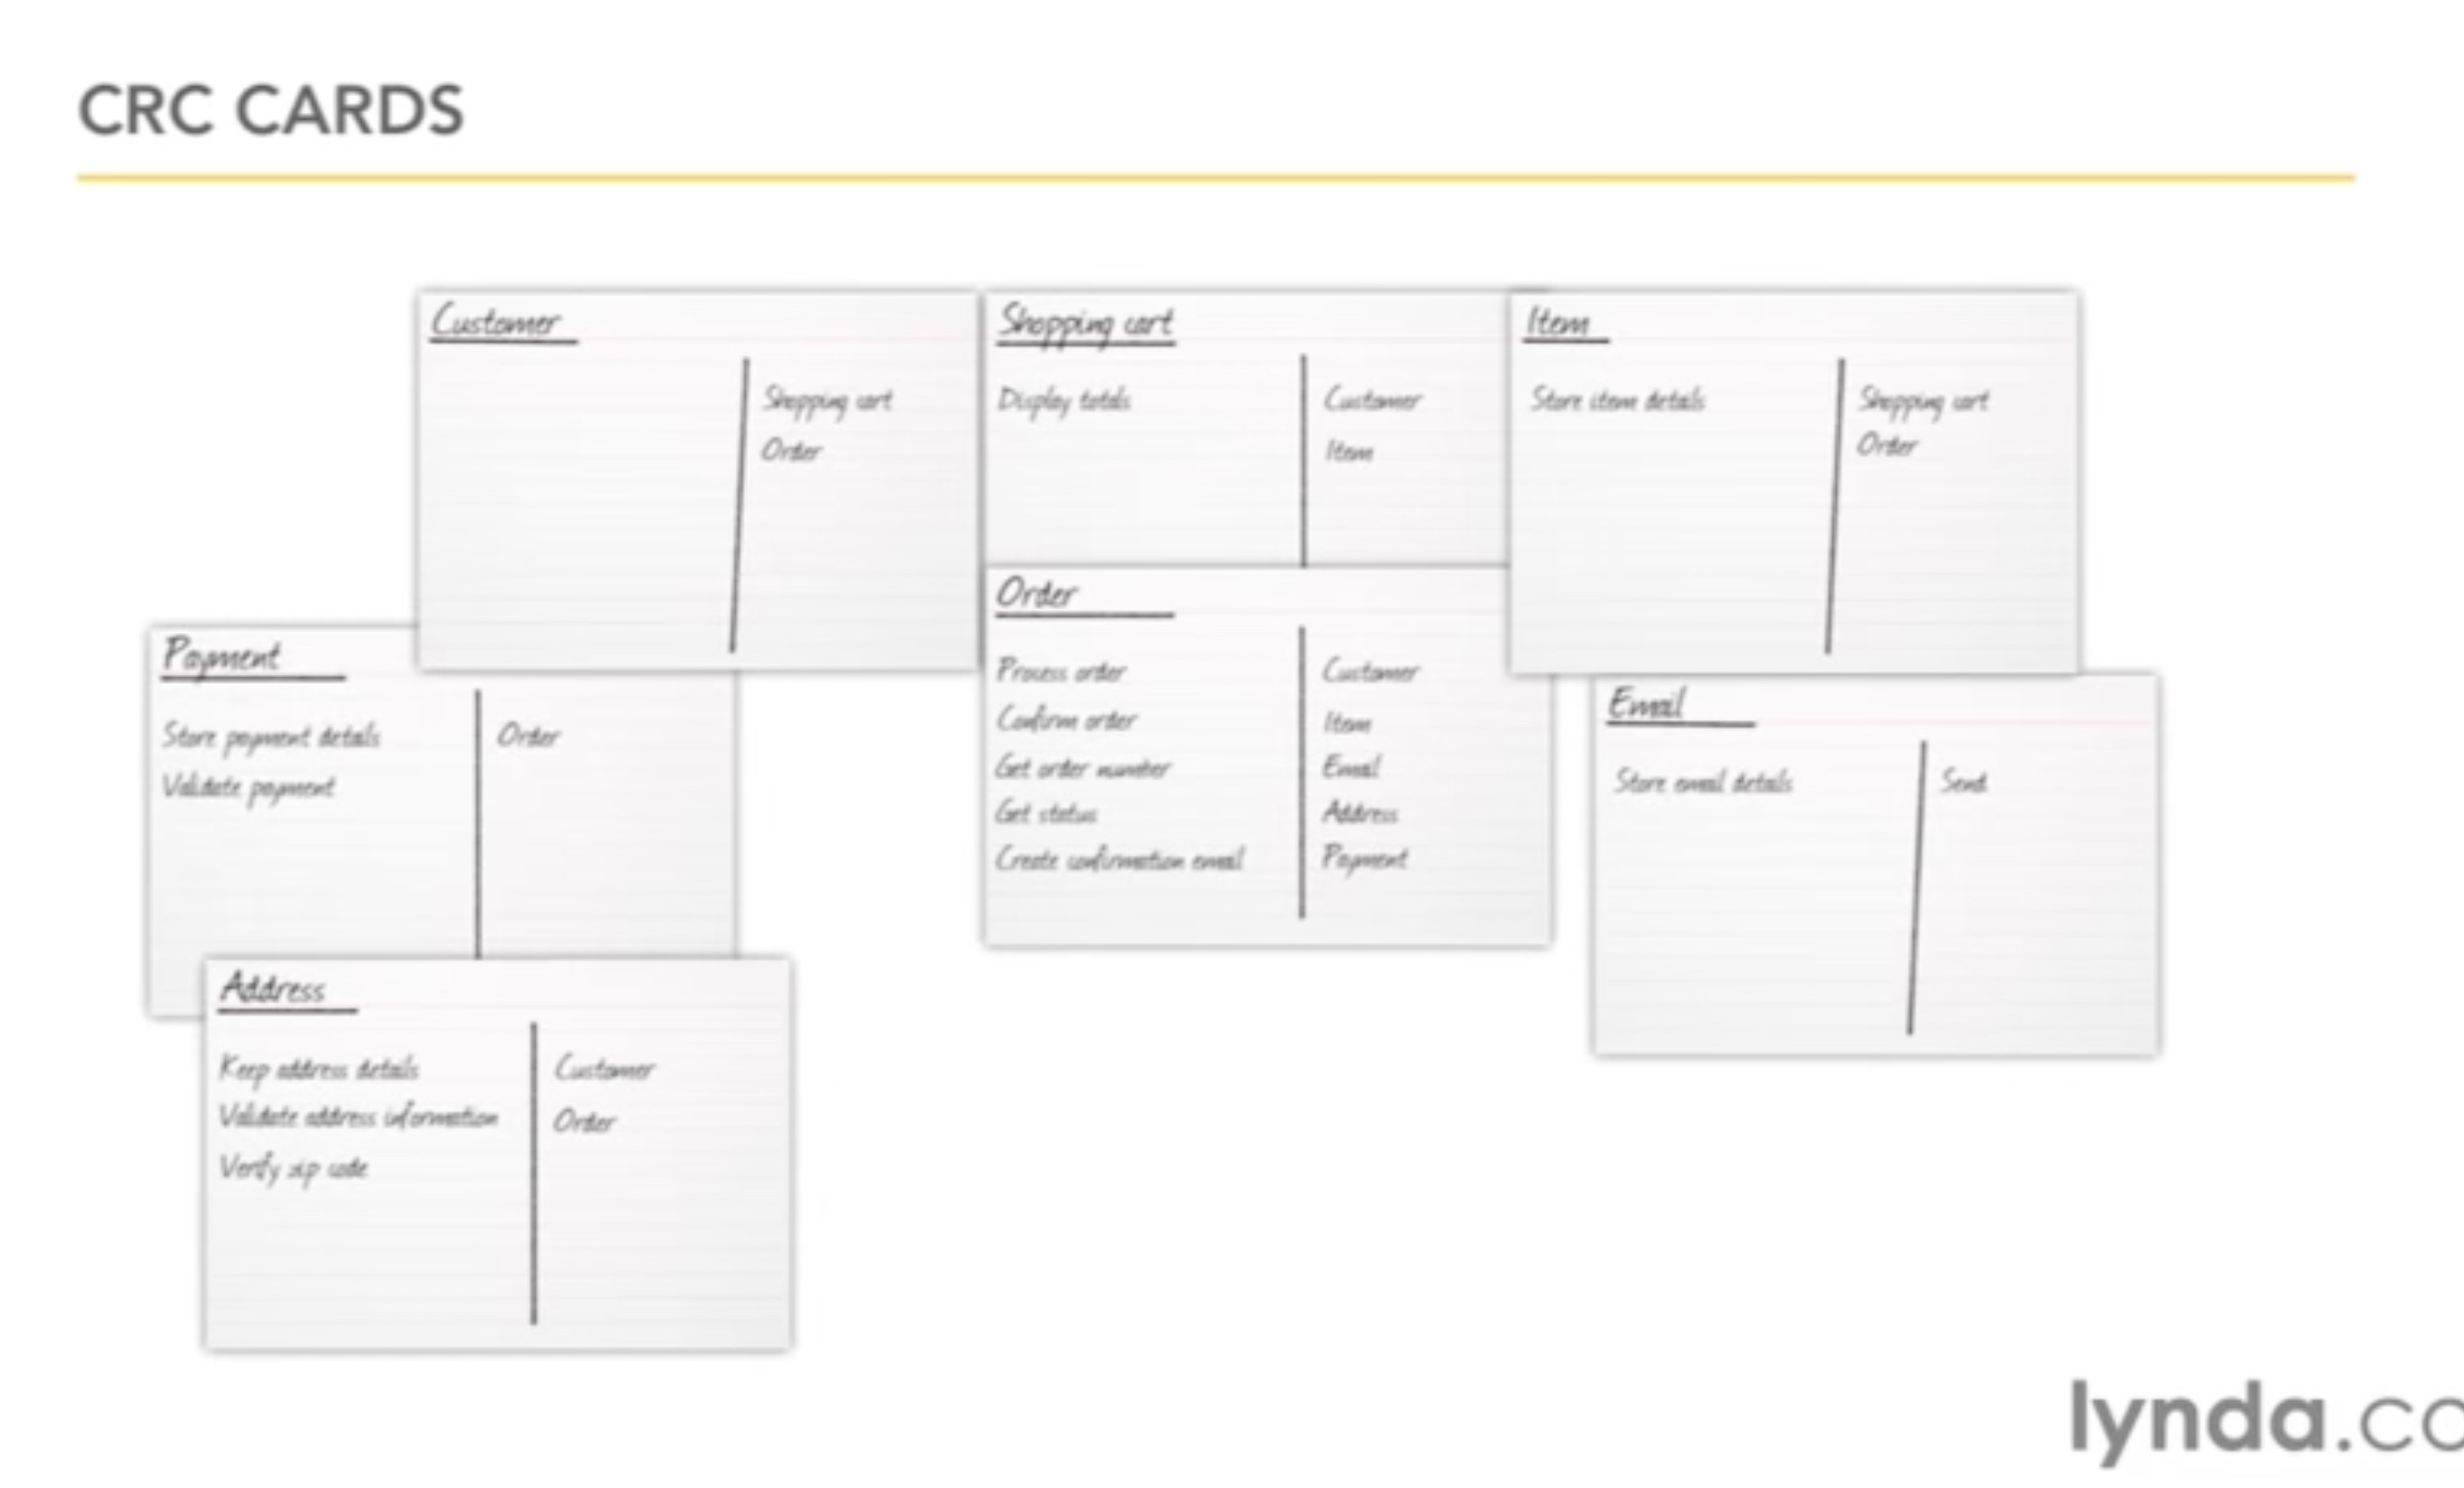 CRC CARDS
Customer
Shopping cart
Order
Shopping cart
Display totals
Customer
Item
Item
Store item details
Shopping cart
Order
Payment
Store payment details
Validate payment
Order
Order
Process order
Confirm order
Get order number
Get status
Create confirmation email
Customer
Item
Email
Address
Payment
Email
Store email details
Send
Address
Keep address details
Validate address information
Verify zip code
Customer
Order
lynda.co